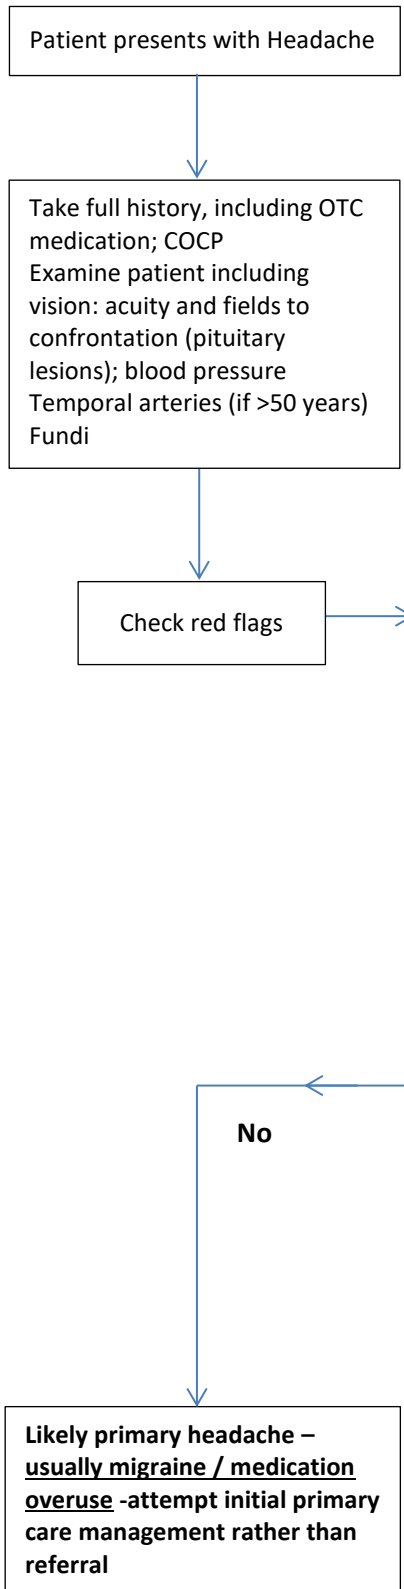 Patient presents with Headache
Take full history, including OTC
medication; COCP
Examine patient including
vision: acuity and fields to
confrontation (pituitary
lesions); blood pressure
Temporal arteries (if >50 years)
Fundi
Check red flags
No
Likely primary headache –
usually migraine / medication
overuse -attempt initial primary
care management rather than
referral